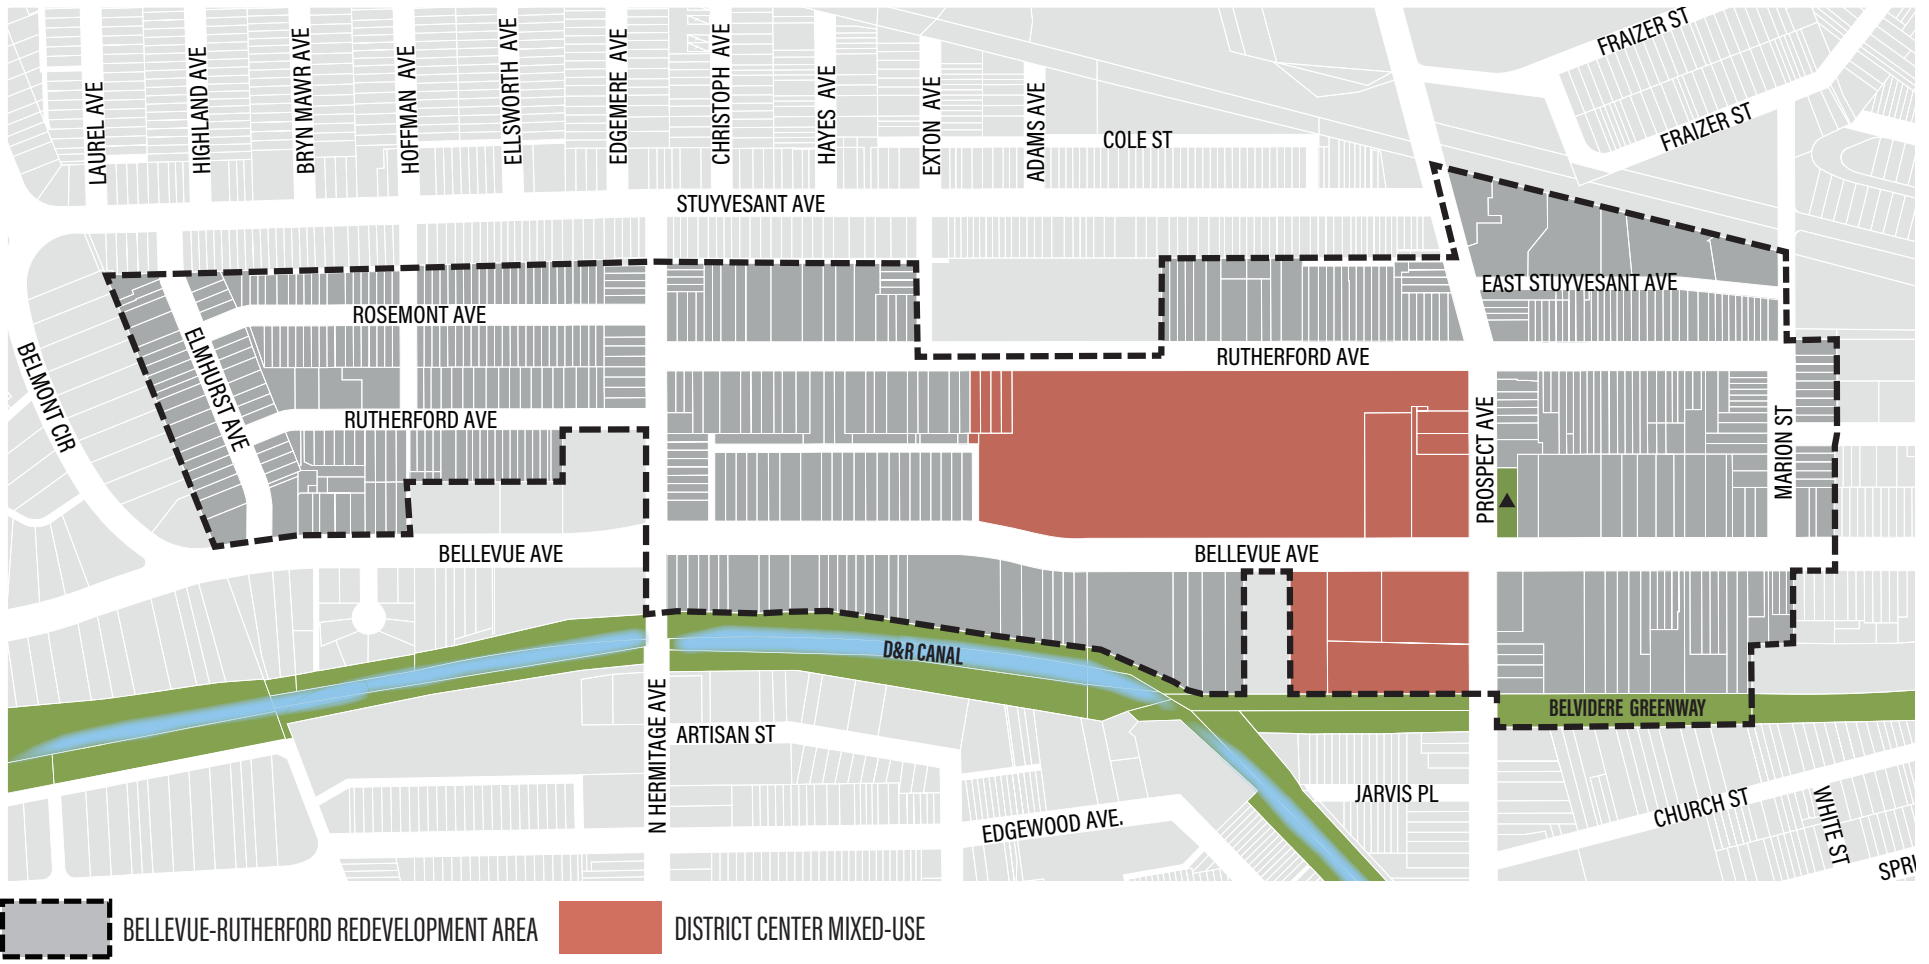 LAUREL AVE
HIGHLAND AVE
BRYN MAWR AVE
HOFFMAN AVE
ELLSWORTH AVE
EDGEMERE AVE
CHRISTOPH AVE
HAYES AVE
EXTON AVE
ADAMS AVE
COLE ST
FRAIZER ST
FRAIZER ST
STUYVESANT AVE
EAST STUYVESANT AVE
ROSEMONT AVE
ELMHURST AVE
BELMONT CIR
RUTHERFORD AVE
RUTHERFORD AVE
PROSPECT AVE
MARION ST
BELLEVUE AVE
BELLEVUE AVE
D&R CANAL
BELVIDERE GREENWAY
N HERMITAGE AVE
ARTISAN ST
JARVIS PL
EDGEWOOD AVE.
CHURCH ST
WHITE ST
SPRI
BELLEVUE-RUTHERFORD REDEVELOPMENT AREA
DISTRICT CENTER MIXED-USE